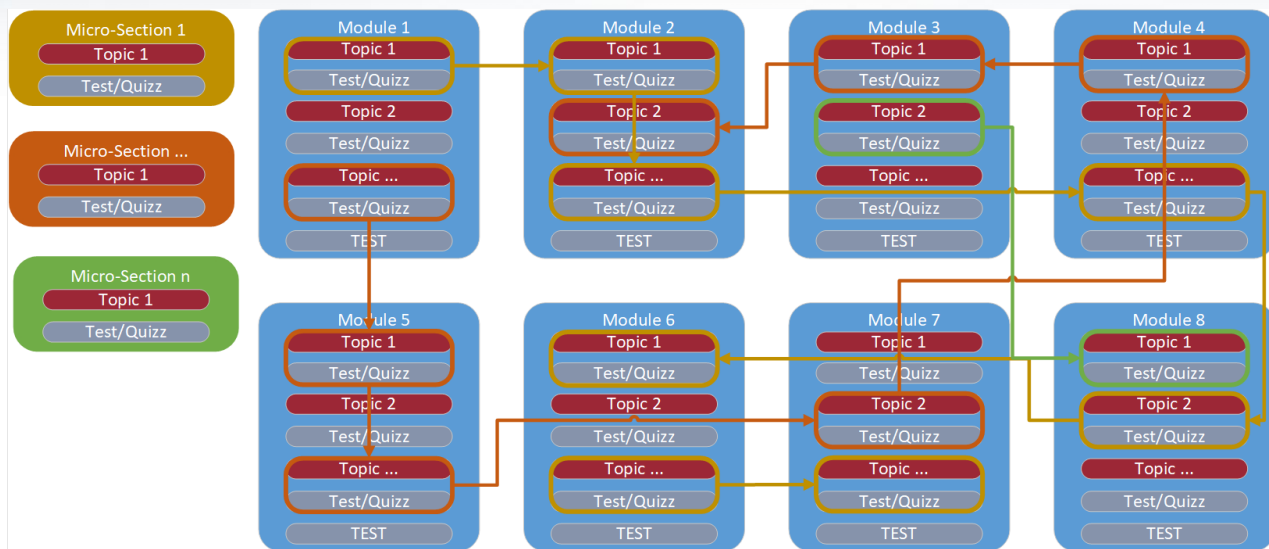 Micro-Section 1
Topic 1
Test/Quizz
Micro-Section ...
Topic 1
Test/Quizz
Micro-Section n
Topic 1
Test/Quizz
Module 1
Topic 1
Test/Quizz
Topic 2
Test/Quizz
Topic ...
Test/Quizz
TEST
Module 2
Topic 1
Test/Quizz
Topic 2
Test/Quizz
Topic ...
Test/Quizz
TEST
Module 3
Topic 1
Test/Quizz
Topic 2
Test/Quizz
Topic ...
Test/Quizz
TEST
Module 4
Topic 1
Test/Quizz
Topic 2
Test/Quizz
Topic ...
Test/Quizz
TEST
Module 5
Topic 1
Test/Quizz
Topic 2
Test/Quizz
Topic ...
Test/Quizz
TEST
Module 6
Topic 1
Test/Quizz
Topic 2
Test/Quizz
Topic ...
Test/Quizz
TEST
Module 7
Topic 1
Test/Quizz
Topic 2
Test/Quizz
Topic ...
Test/Quizz
TEST
Module 8
Topic 1
Test/Quizz
Topic 2
Test/Quizz
Topic ...
Test/Quizz
TEST